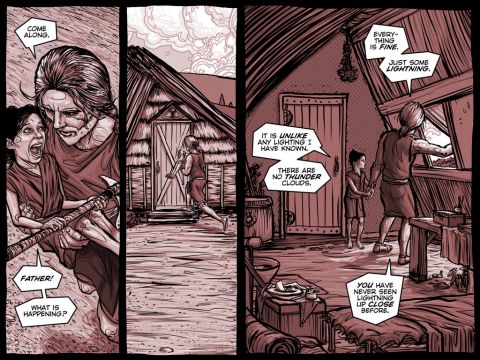 COME
ALONG.
FATHER!
WHAT IS
HAPPENING?
EVERY-
THING
IS FINE.
JUST SOME
LIGHTNING.
IT IS UNLIKE
ANY LIGHTING I
HAVE KNOWN.
THERE ARE
NO THUNDER
CLOUDS.
YOU HAVE
NEVER SEEN
LIGHTNING
UP CLOSE
BEFORE.